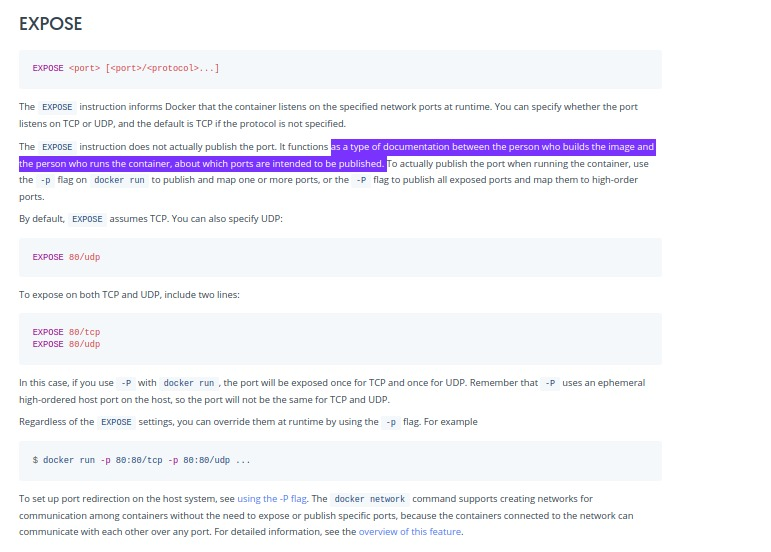 EXPOSE
EXPOSE <port> [<port>/<protocol>...]
The EXPOSE instruction informs Docker that the container listens on the specified network ports at runtime. You can specify whether the port
listens on TCP or UDP, and the default is TCP if the protocol is not specified.
The EXPOSE instruction does not actually publish the port. It functions as a type of documentation between the person who builds the image and
the person who runs the container, about which ports are intended to be published. To actually publish the port when running the container, use
the -p flag on docker run to publish and map one or more ports, or the -P flag to publish all exposed ports and map them to high-order
ports.
By default, EXPOSE assumes TCP. You can also specify UDP:
EXPOSE 80/udp
To expose on both TCP and UDP, include two lines:
EXPOSE 80/tcp
EXPOSE 80/udp
In this case, if you use -P with docker run, the port will be exposed once for TCP and once for UDP. Remember that -P uses an ephemeral
high-ordered host port on the host, so the port will not be the same for TCP and UDP.
Regardless of the EXPOSE settings, you can override them at runtime by using the -p flag. For example
$ docker run -p 80:80/tcp -p 80:80/udp ...
To set up port redirection on the host system, see using the -P flag. The docker network command supports creating networks for
communication among containers without the need to expose or publish specific ports, because the containers connected to the network can
communicate with each other over any port. For detailed information, see the overview of this feature.